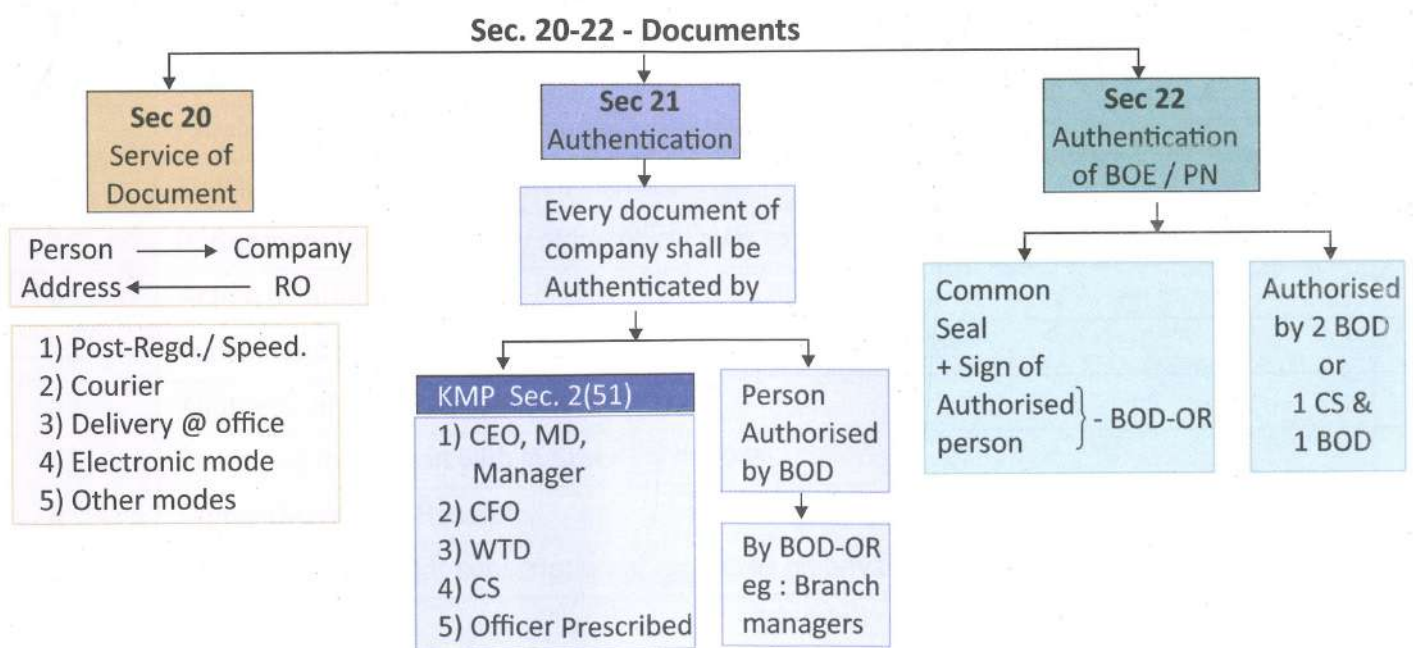 Sec. 20-22 - Documents
Sec 20
Service of
Document
Person Company
Address RO
1) Post-Regd./ Speed.
2) Courier
3) Delivery @ office
4) Electronic mode
5) Other modes
Sec 21
Authentication
Every document of
company shall be
Authenticated by
KMP Sec. 2(51)
1) CEO, MD,
Manager
2) CFO
3) WTD
4) CS
5) Officer Prescribed
Person
Authorised
by BOD
By BOD-OR
eg : Branch
managers
Sec 22
Authentication
of BOE / PN
Common
Seal
+ Sign of
Authorised
person - BOD-OR
Authorised
by 2 BOD
or
1 CS &
1 BOD